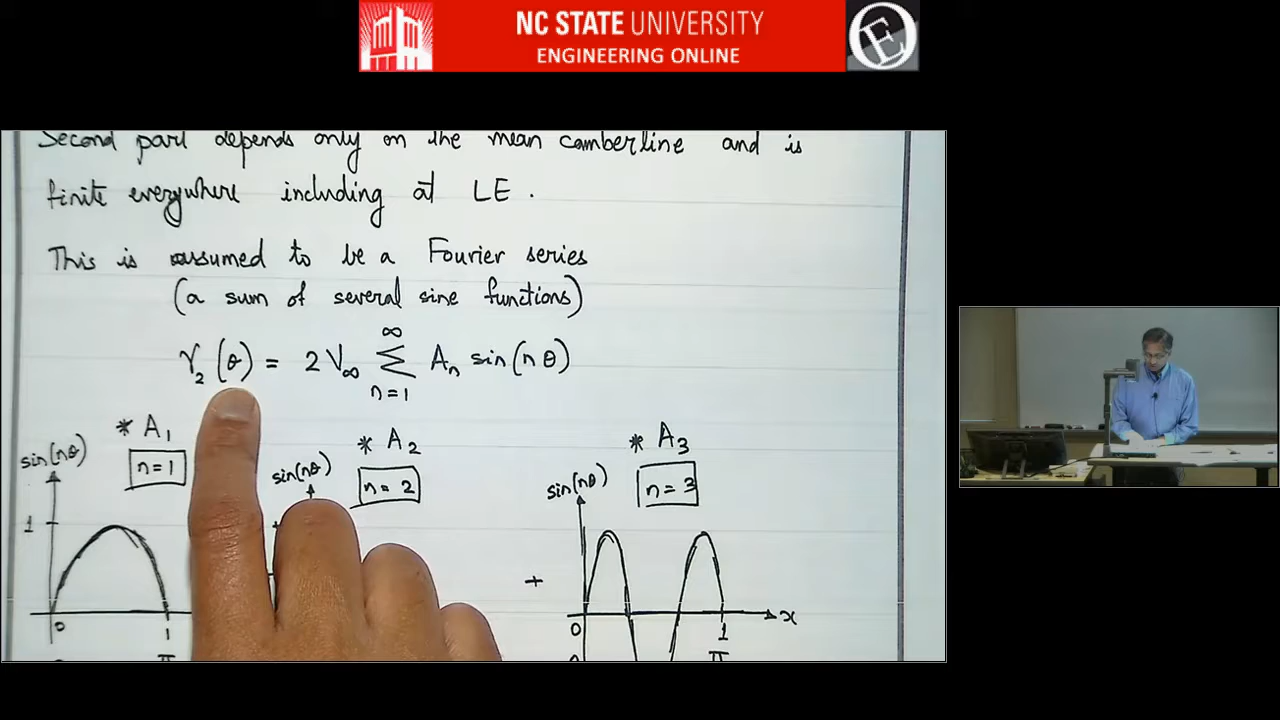 NC STATE UNIVERSITY
ENGINEERING ONLINE
Second part depends only on the mean camberline and is
finite everywhere including at LE.
This is assumed to be a Fourier series
(a sum of several sine functions)
γ₂(θ) = 2V∞ ∑ₙ₌₁^∞ Aₙ sin(nθ)
* A₁
* A₂
* A₃
sin(nθ)
n=1
sin(nθ)
n=2
sin(nθ)
n=3
1
+
0
1
0
1
x
π
π